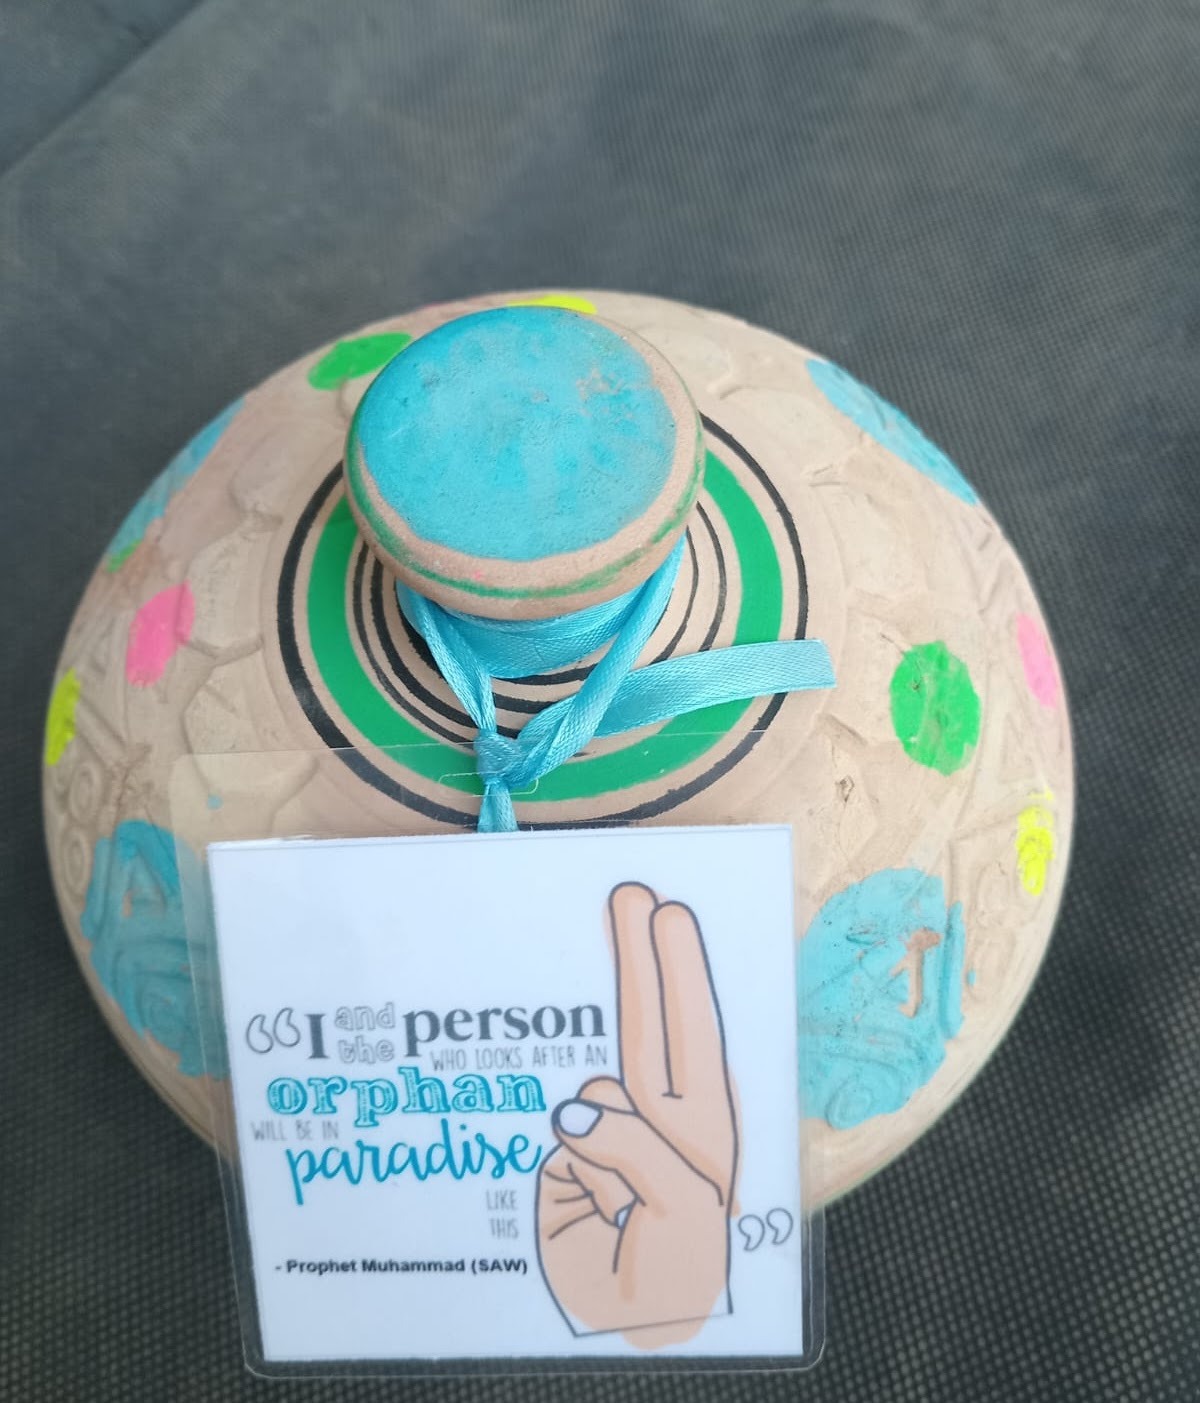 “I and the person
WHO LOOKS AFTER AN
orphan
WILL BE IN
paradise
LIKE
THIS ”
- Prophet Muhammad (SAW)